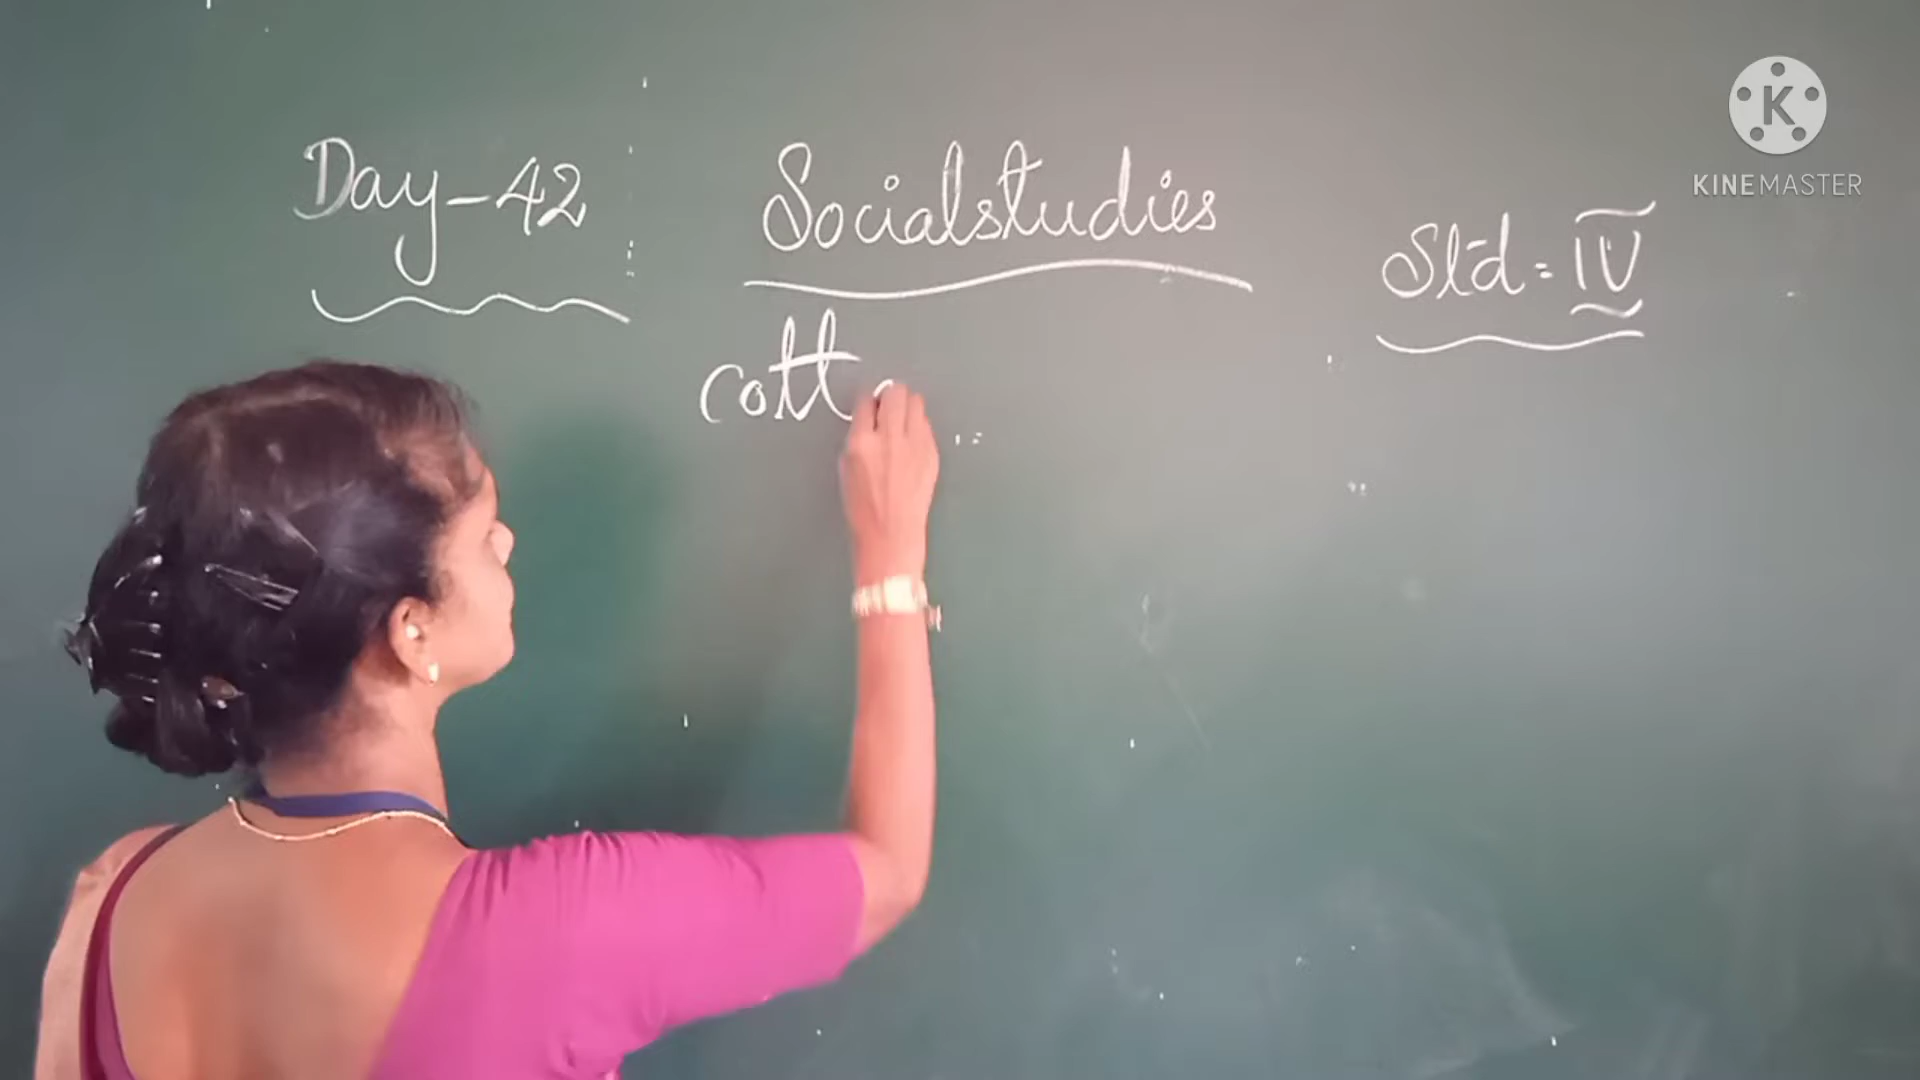 Day-42 Socialstudies Std = IV
cott
K
KINEMASTER